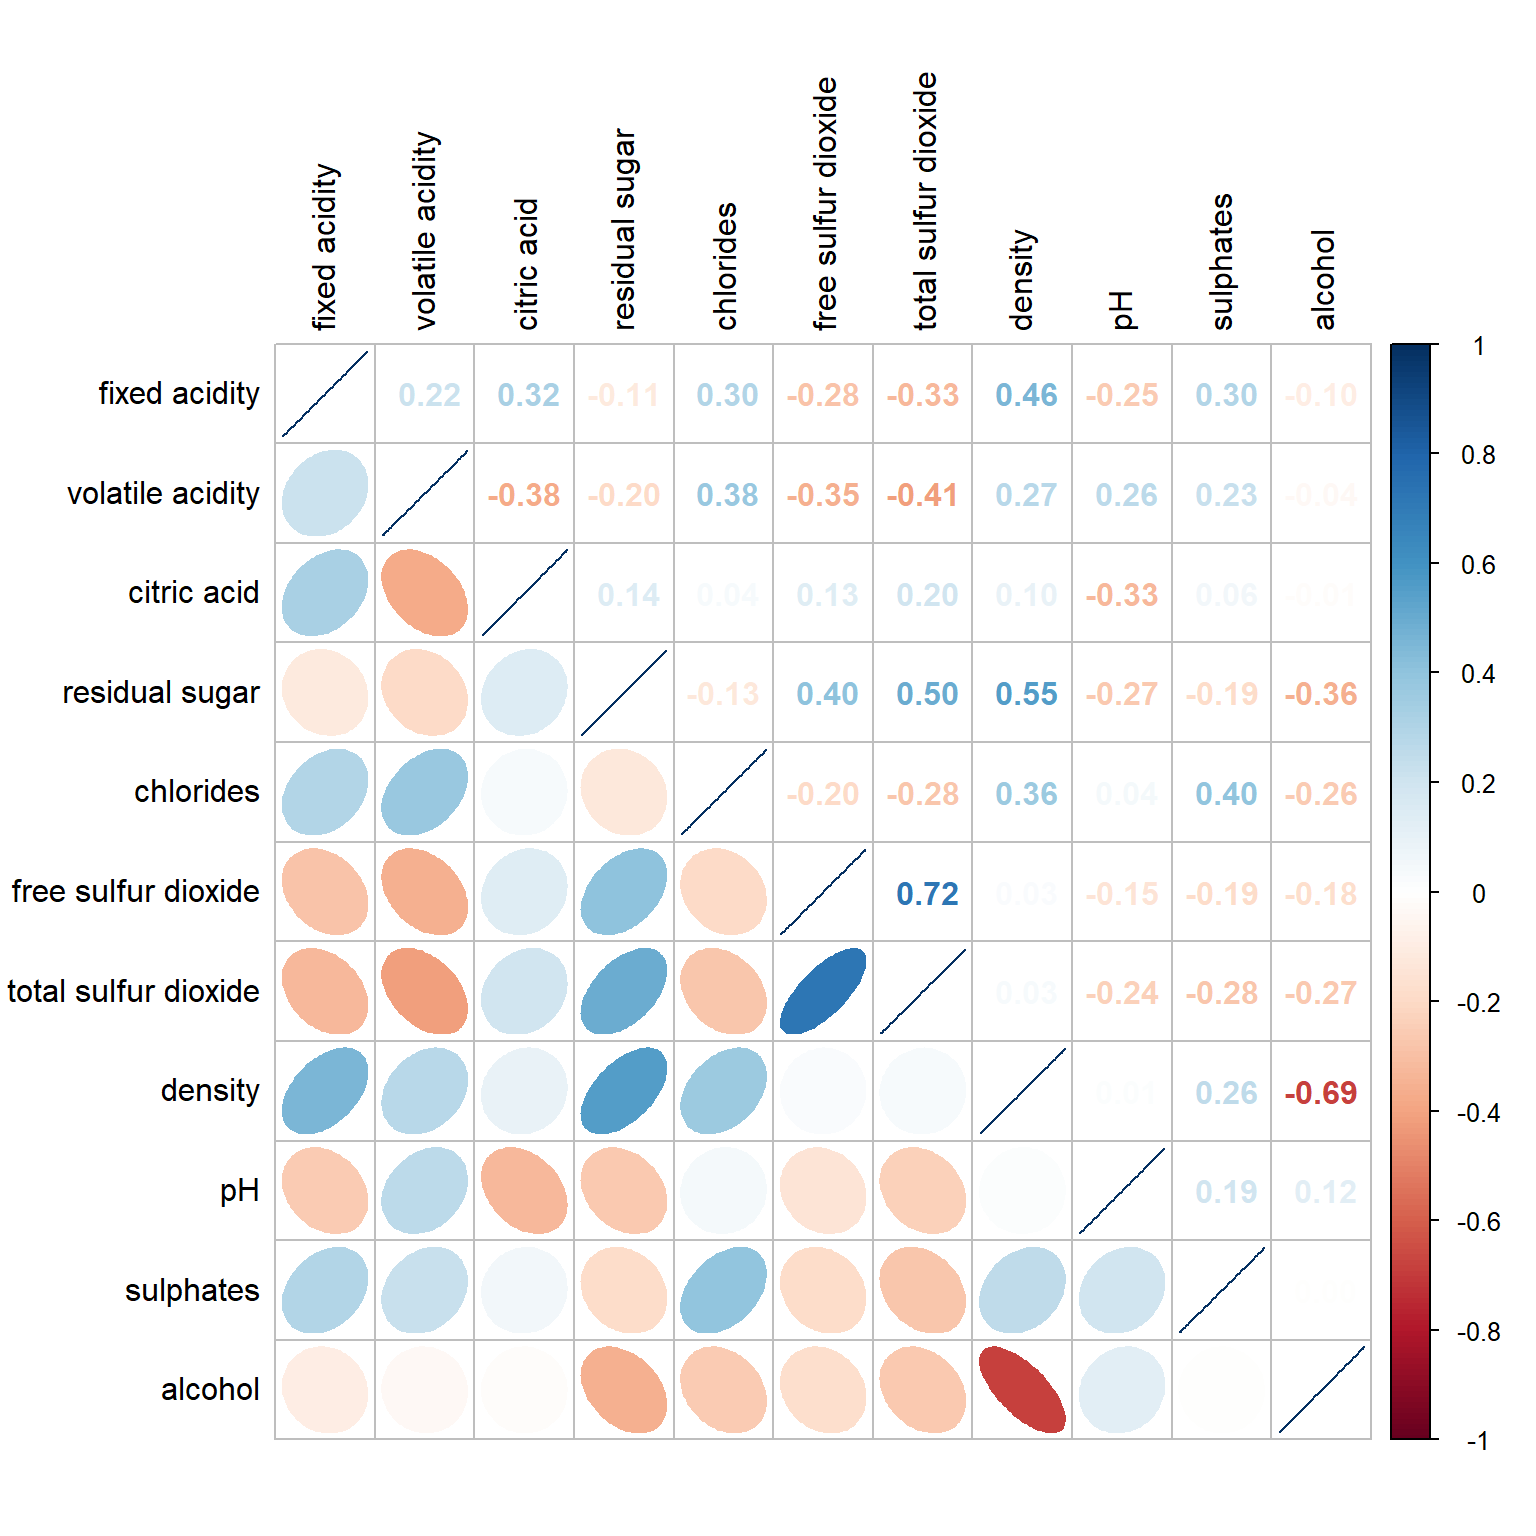 fixed acidity
volatile acidity
citric acid
residual sugar
chlorides
free sulfur dioxide
total sulfur dioxide
density
pH
sulphates
alcohol
fixed acidity 0.22 0.32 -0.11 0.30 -0.28 -0.33 0.46 -0.25 0.30 -0.10
volatile acidity -0.38 -0.20 0.38 -0.35 -0.41 0.27 0.26 0.23 -0.04
citric acid 0.14 0.04 0.13 0.20 0.10 -0.33 0.06 -0.01
residual sugar -0.13 0.40 0.50 0.55 -0.27 -0.19 -0.36
chlorides -0.20 -0.28 0.36 0.04 0.40 -0.26
free sulfur dioxide 0.72 0.03 -0.15 -0.19 -0.18
total sulfur dioxide 0.03 -0.24 -0.28 -0.27
density 0.01 0.26 -0.69
pH 0.19 0.12
sulphates
alcohol
1
0.8
0.6
0.4
0.2
0
-0.2
-0.4
-0.6
-0.8
-1